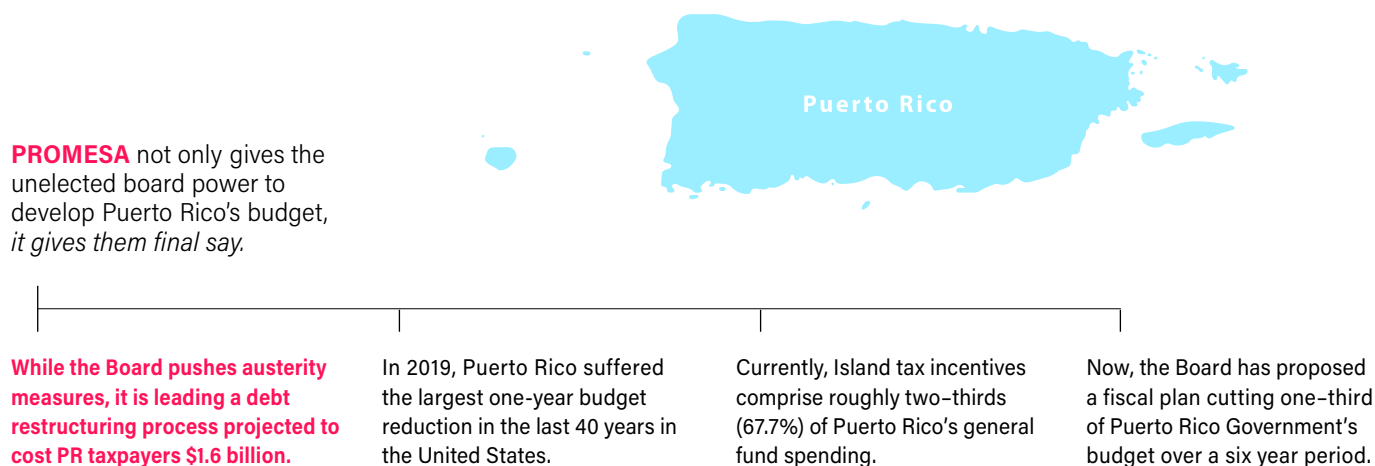 Puerto Rico
PROMESA not only gives the
unelected board power to
develop Puerto Rico’s budget,
it gives them final say.
While the Board pushes austerity
measures, it is leading a debt
restructuring process projected to
cost PR taxpayers $1.6 billion.
In 2019, Puerto Rico suffered
the largest one-year budget
reduction in the last 40 years in
the United States.
Currently, Island tax incentives
comprise roughly two–thirds
(67.7%) of Puerto Rico’s general
fund spending.
Now, the Board has proposed
a fiscal plan cutting one–third
of Puerto Rico Government’s
budget over a six year period.